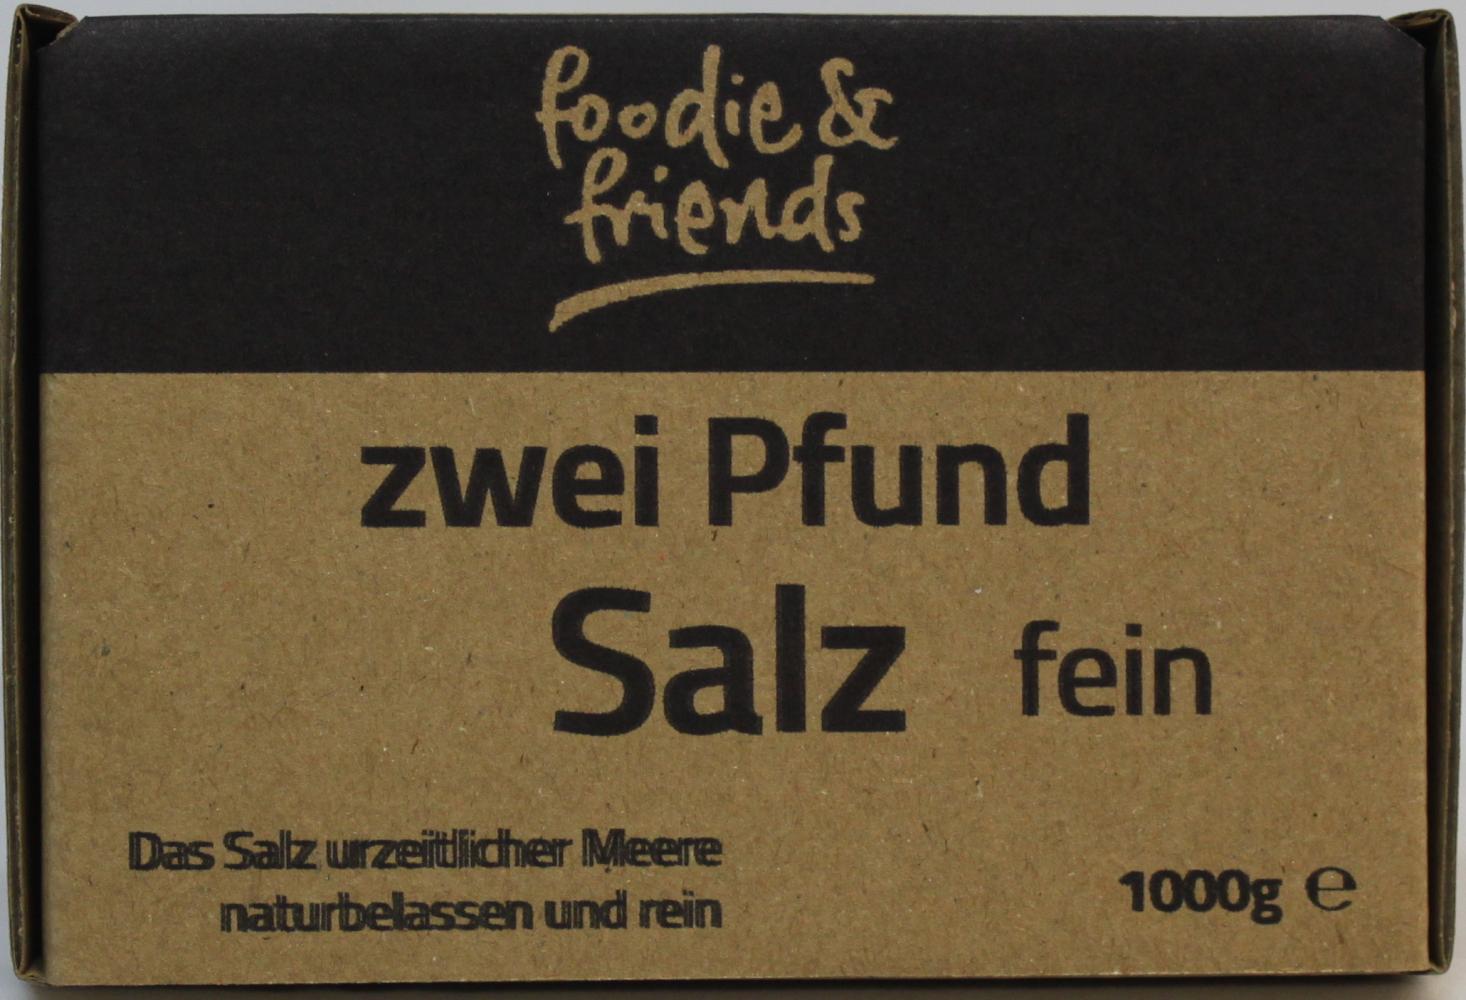 foodie &
friends
zwei Pfund
Salz fein
Das Salz urzeitlicher Meere
naturbelassen und rein
1000g ℮